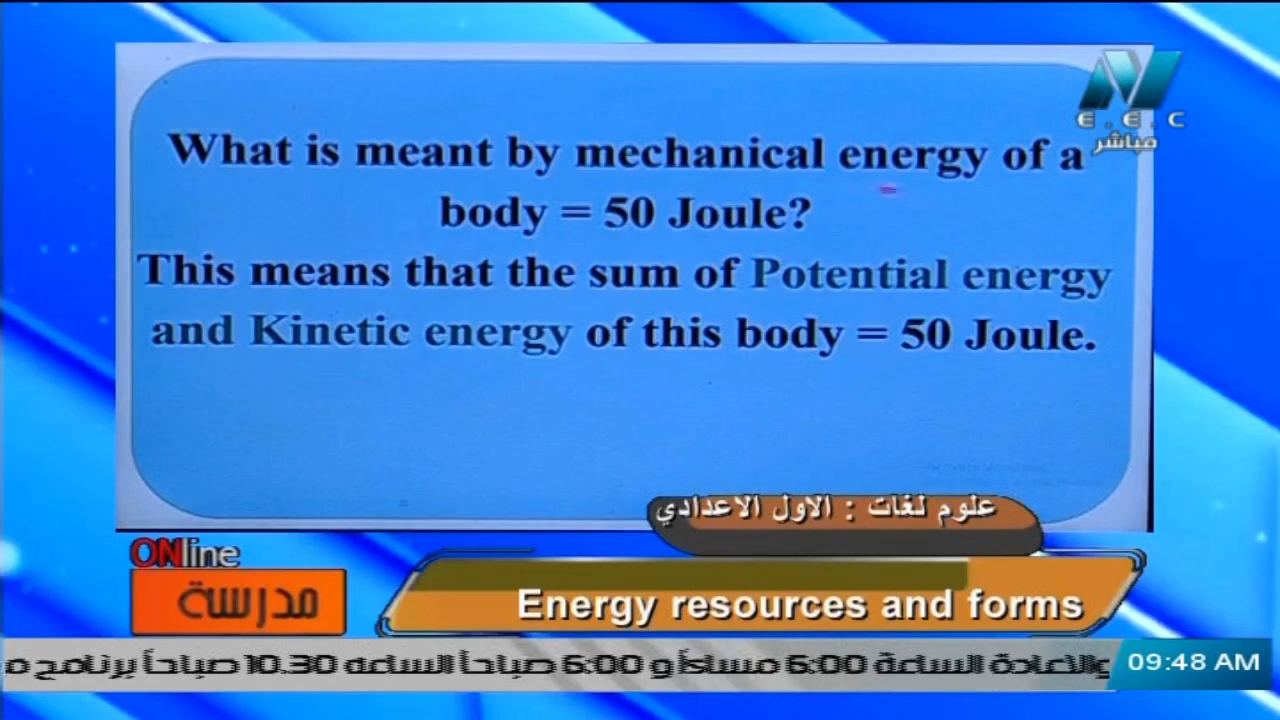 What is meant by mechanical energy of a
body = 50 Joule?
This means that the sum of Potential energy
and Kinetic energy of this body = 50 Joule.
E.E.C
مباشر
علوم لغات : الاول الاعدادي
ONline
مدرسة
Energy resources and forms
والاعادة الساعة 6:00 مساءاً و 6:00 صباحاً الساعه 10.30 صباحاً برنامج
09:48 AM